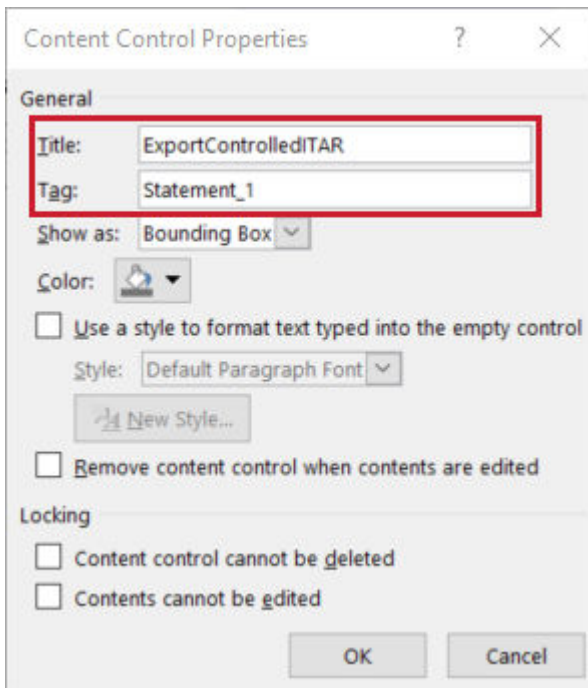 Content Control Properties ?
General
Title: ExportControlledITAR
Tag: Statement_1
Show as: Bounding Box
Color:
Use a style to format text typed into the empty control
Style: Default Paragraph Font
New Style...
Remove content control when contents are edited
Locking
Content control cannot be deleted
Contents cannot be edited
OK Cancel